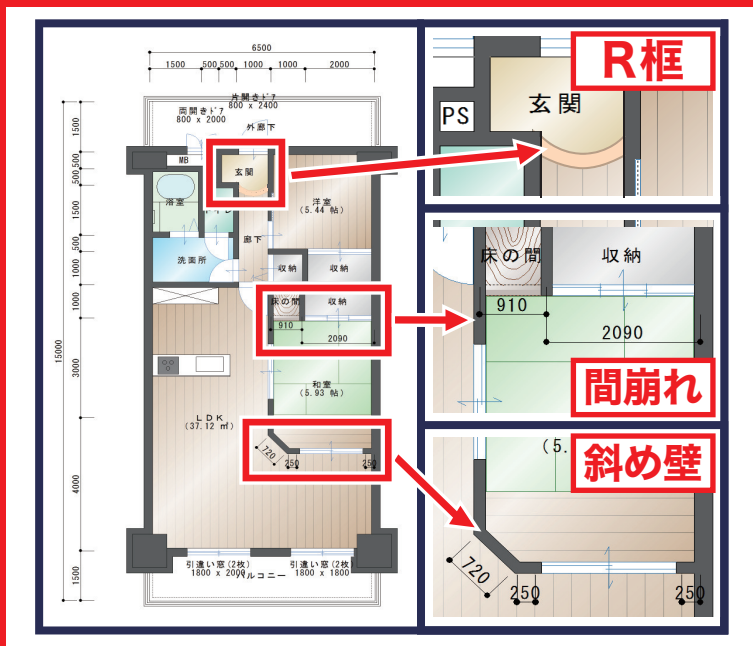 6500
1500 500 500 1000 1000 2000
片開きドア
800 x 2400
両開きドア
800 x 2000
外廊下
MB
玄関
浴室
トイレ
洋室
(5.44 帖)
廊下
洗面所
収納
収納
床の間
収納
910
2090
和室
(5.93 帖)
LDK
(37.12 ㎡)
720
250
250
引違い窓(2枚)
1800 x 2000
引違い窓(2枚)
1800 x 1800
バルコニー
15000
1500
500
500
1500
500
1000
1000
3000
4000
1500
R框
PS
玄関
床の間
収納
910
2090
間崩れ
(5.
斜め壁
720
250
250